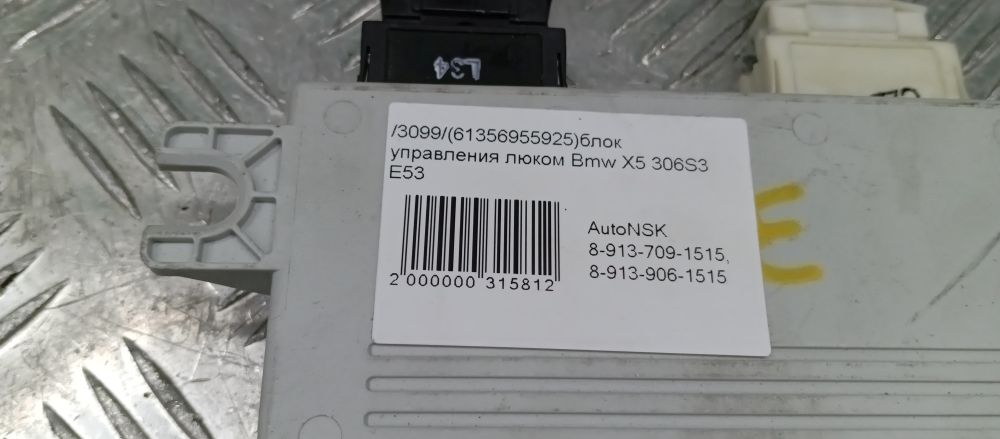 L34
/3099/(61356955925)блок
управления люком Bmw X5 306S3
E53
AutoNSK
8-913-709-1515,
8-913-906-1515
2 000000 315812